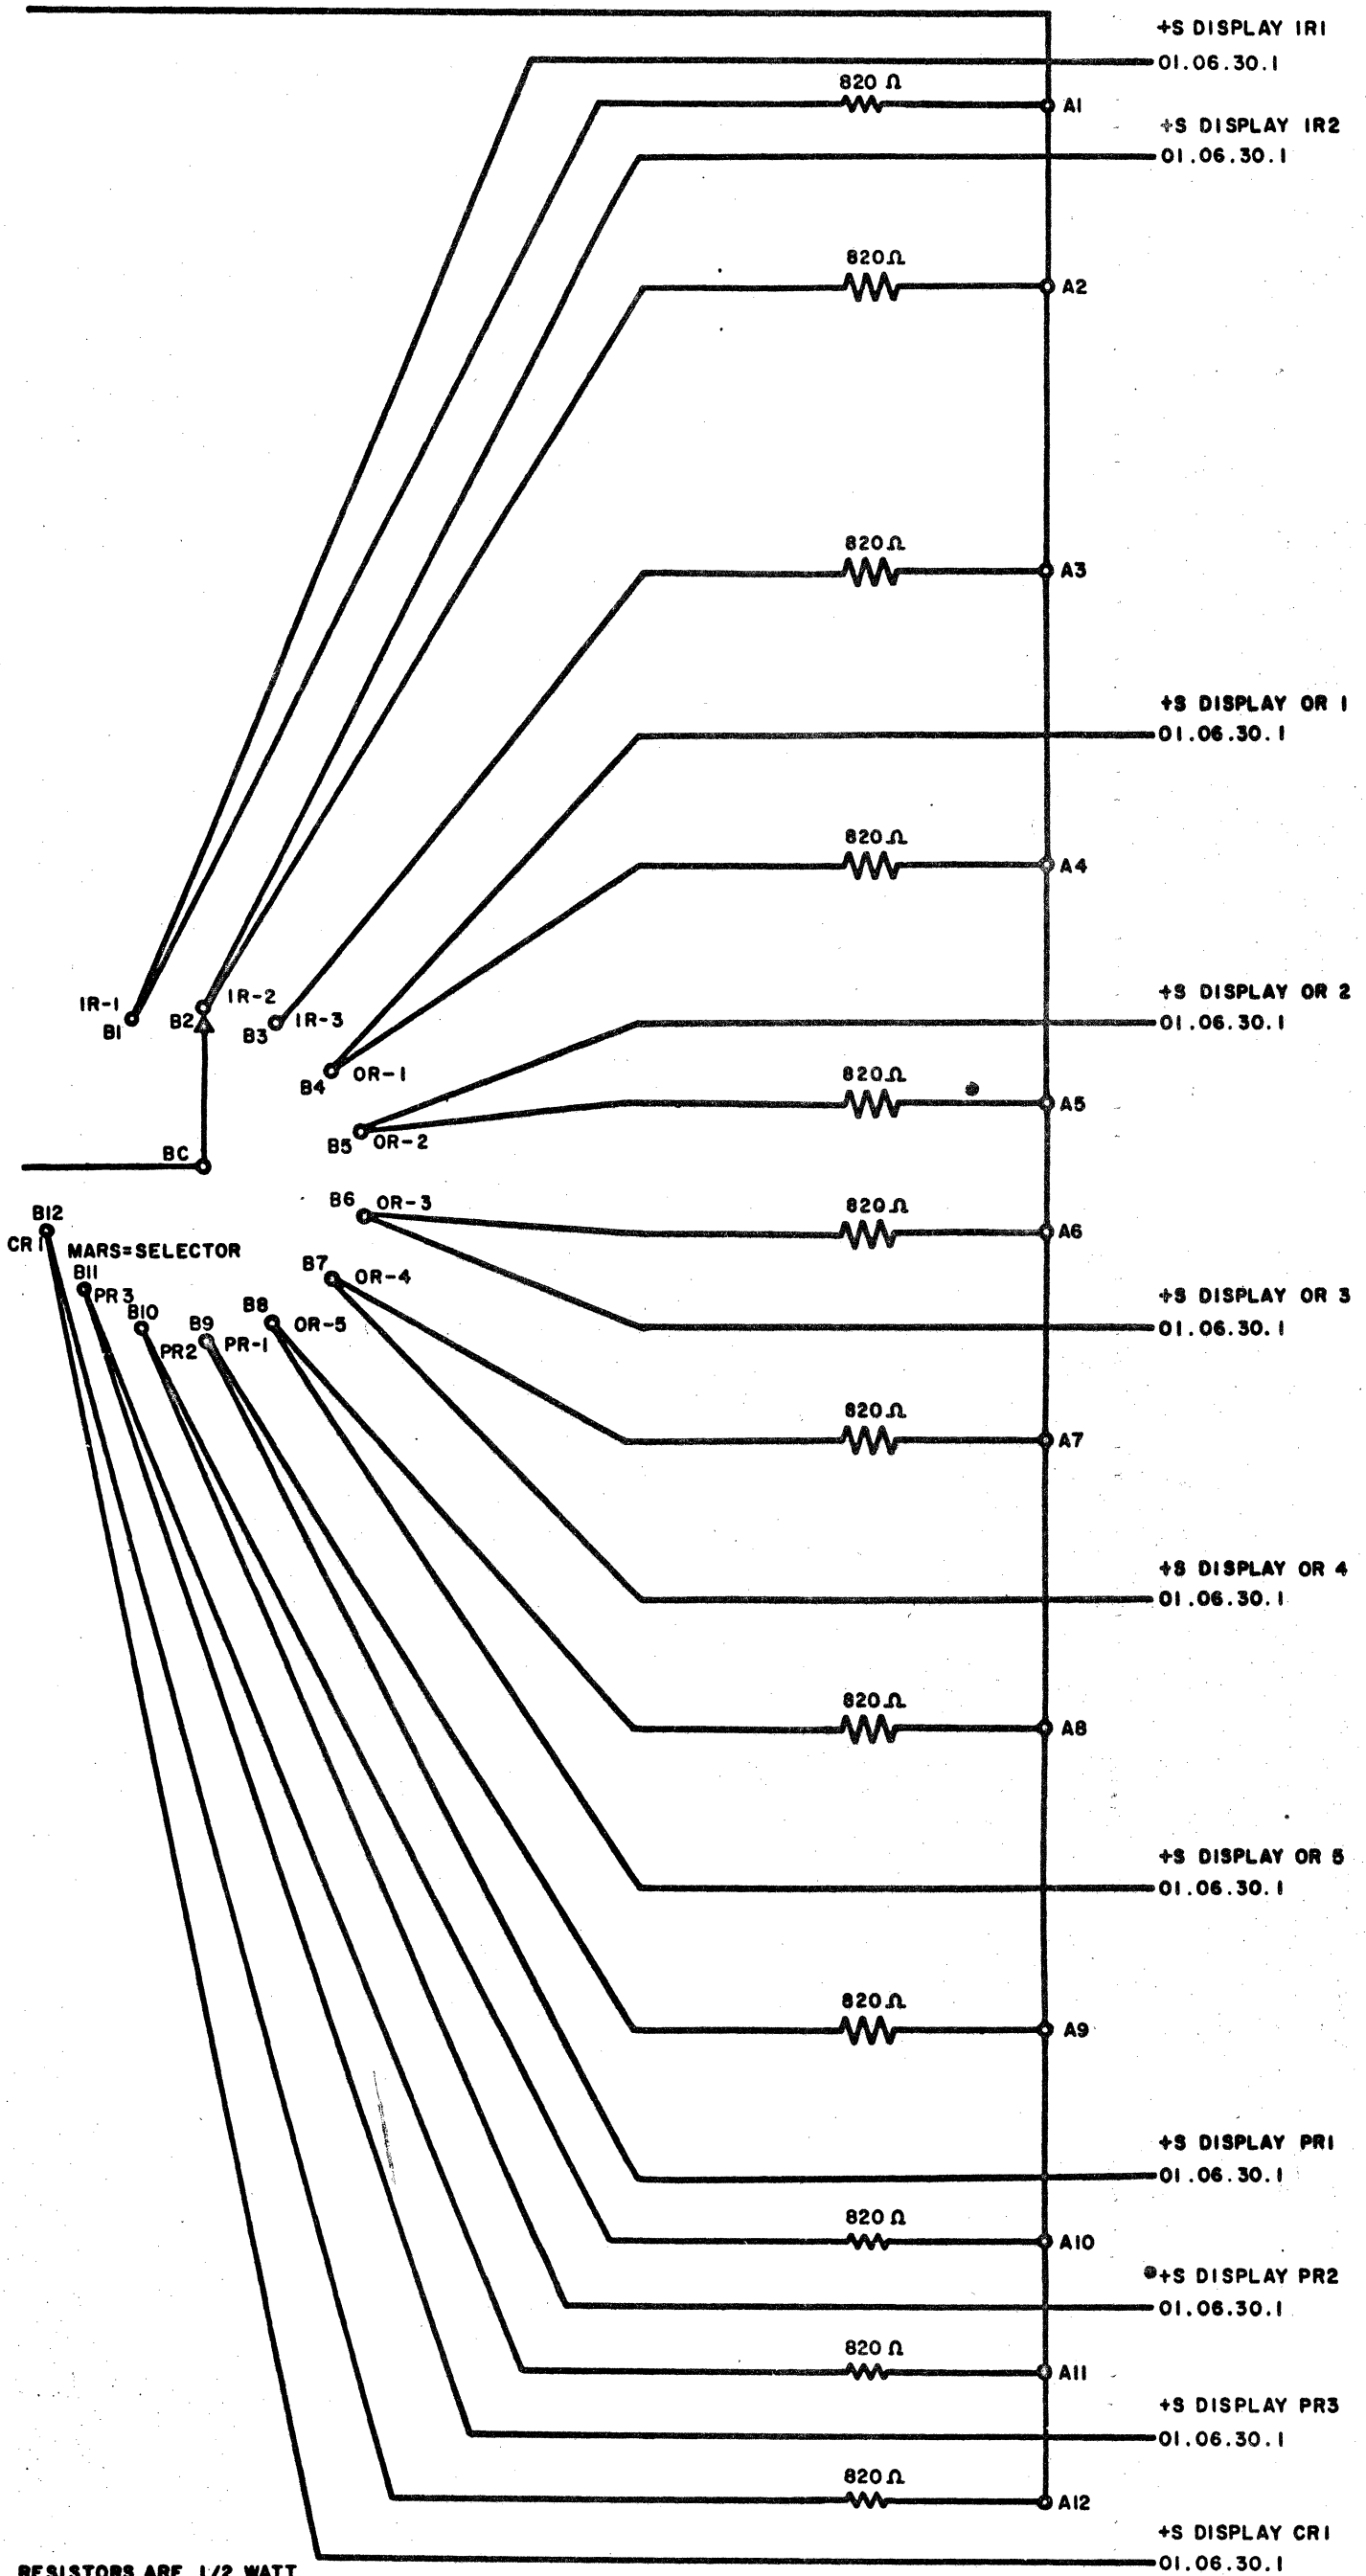 +S DISPLAY IR1
01.06.30.1
820 Ω
A1
+S DISPLAY IR2
01.06.30.1
820Ω
A2
820Ω
A3
+S DISPLAY OR 1
01.06.30.1
820Ω
A4
IR-1
B1
B2
IR-2
B3
IR-3
+S DISPLAY OR 2
01.06.30.1
B4
OR-1
820Ω
A5
B5
OR-2
BC
B6
OR-3
820Ω
A6
B12
CR1
MARS=SELECTOR
B7
OR-4
B11
PR3
B10
PR2
B9
PR-1
B8
OR-5
+S DISPLAY OR 3
01.06.30.1
820Ω
A7
+S DISPLAY OR 4
01.06.30.1
820Ω
A8
+S DISPLAY OR 5
01.06.30.1
820Ω
A9
+S DISPLAY PR1
01.06.30.1
820Ω
A10
+S DISPLAY PR2
01.06.30.1
820Ω
A11
+S DISPLAY PR3
01.06.30.1
820Ω
A12
+S DISPLAY CR1
01.06.30.1
RESISTORS ARE 1/2 WATT